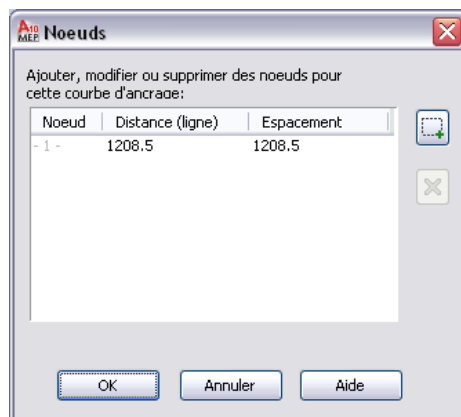 A10
MEP Noeuds
Ajouter, modifier ou supprimer des noeuds pour
cette courbe d'ancrage:
Noeud Distance (ligne) Espacement
- 1 - 1208.5 1208.5
OK Annuler Aide